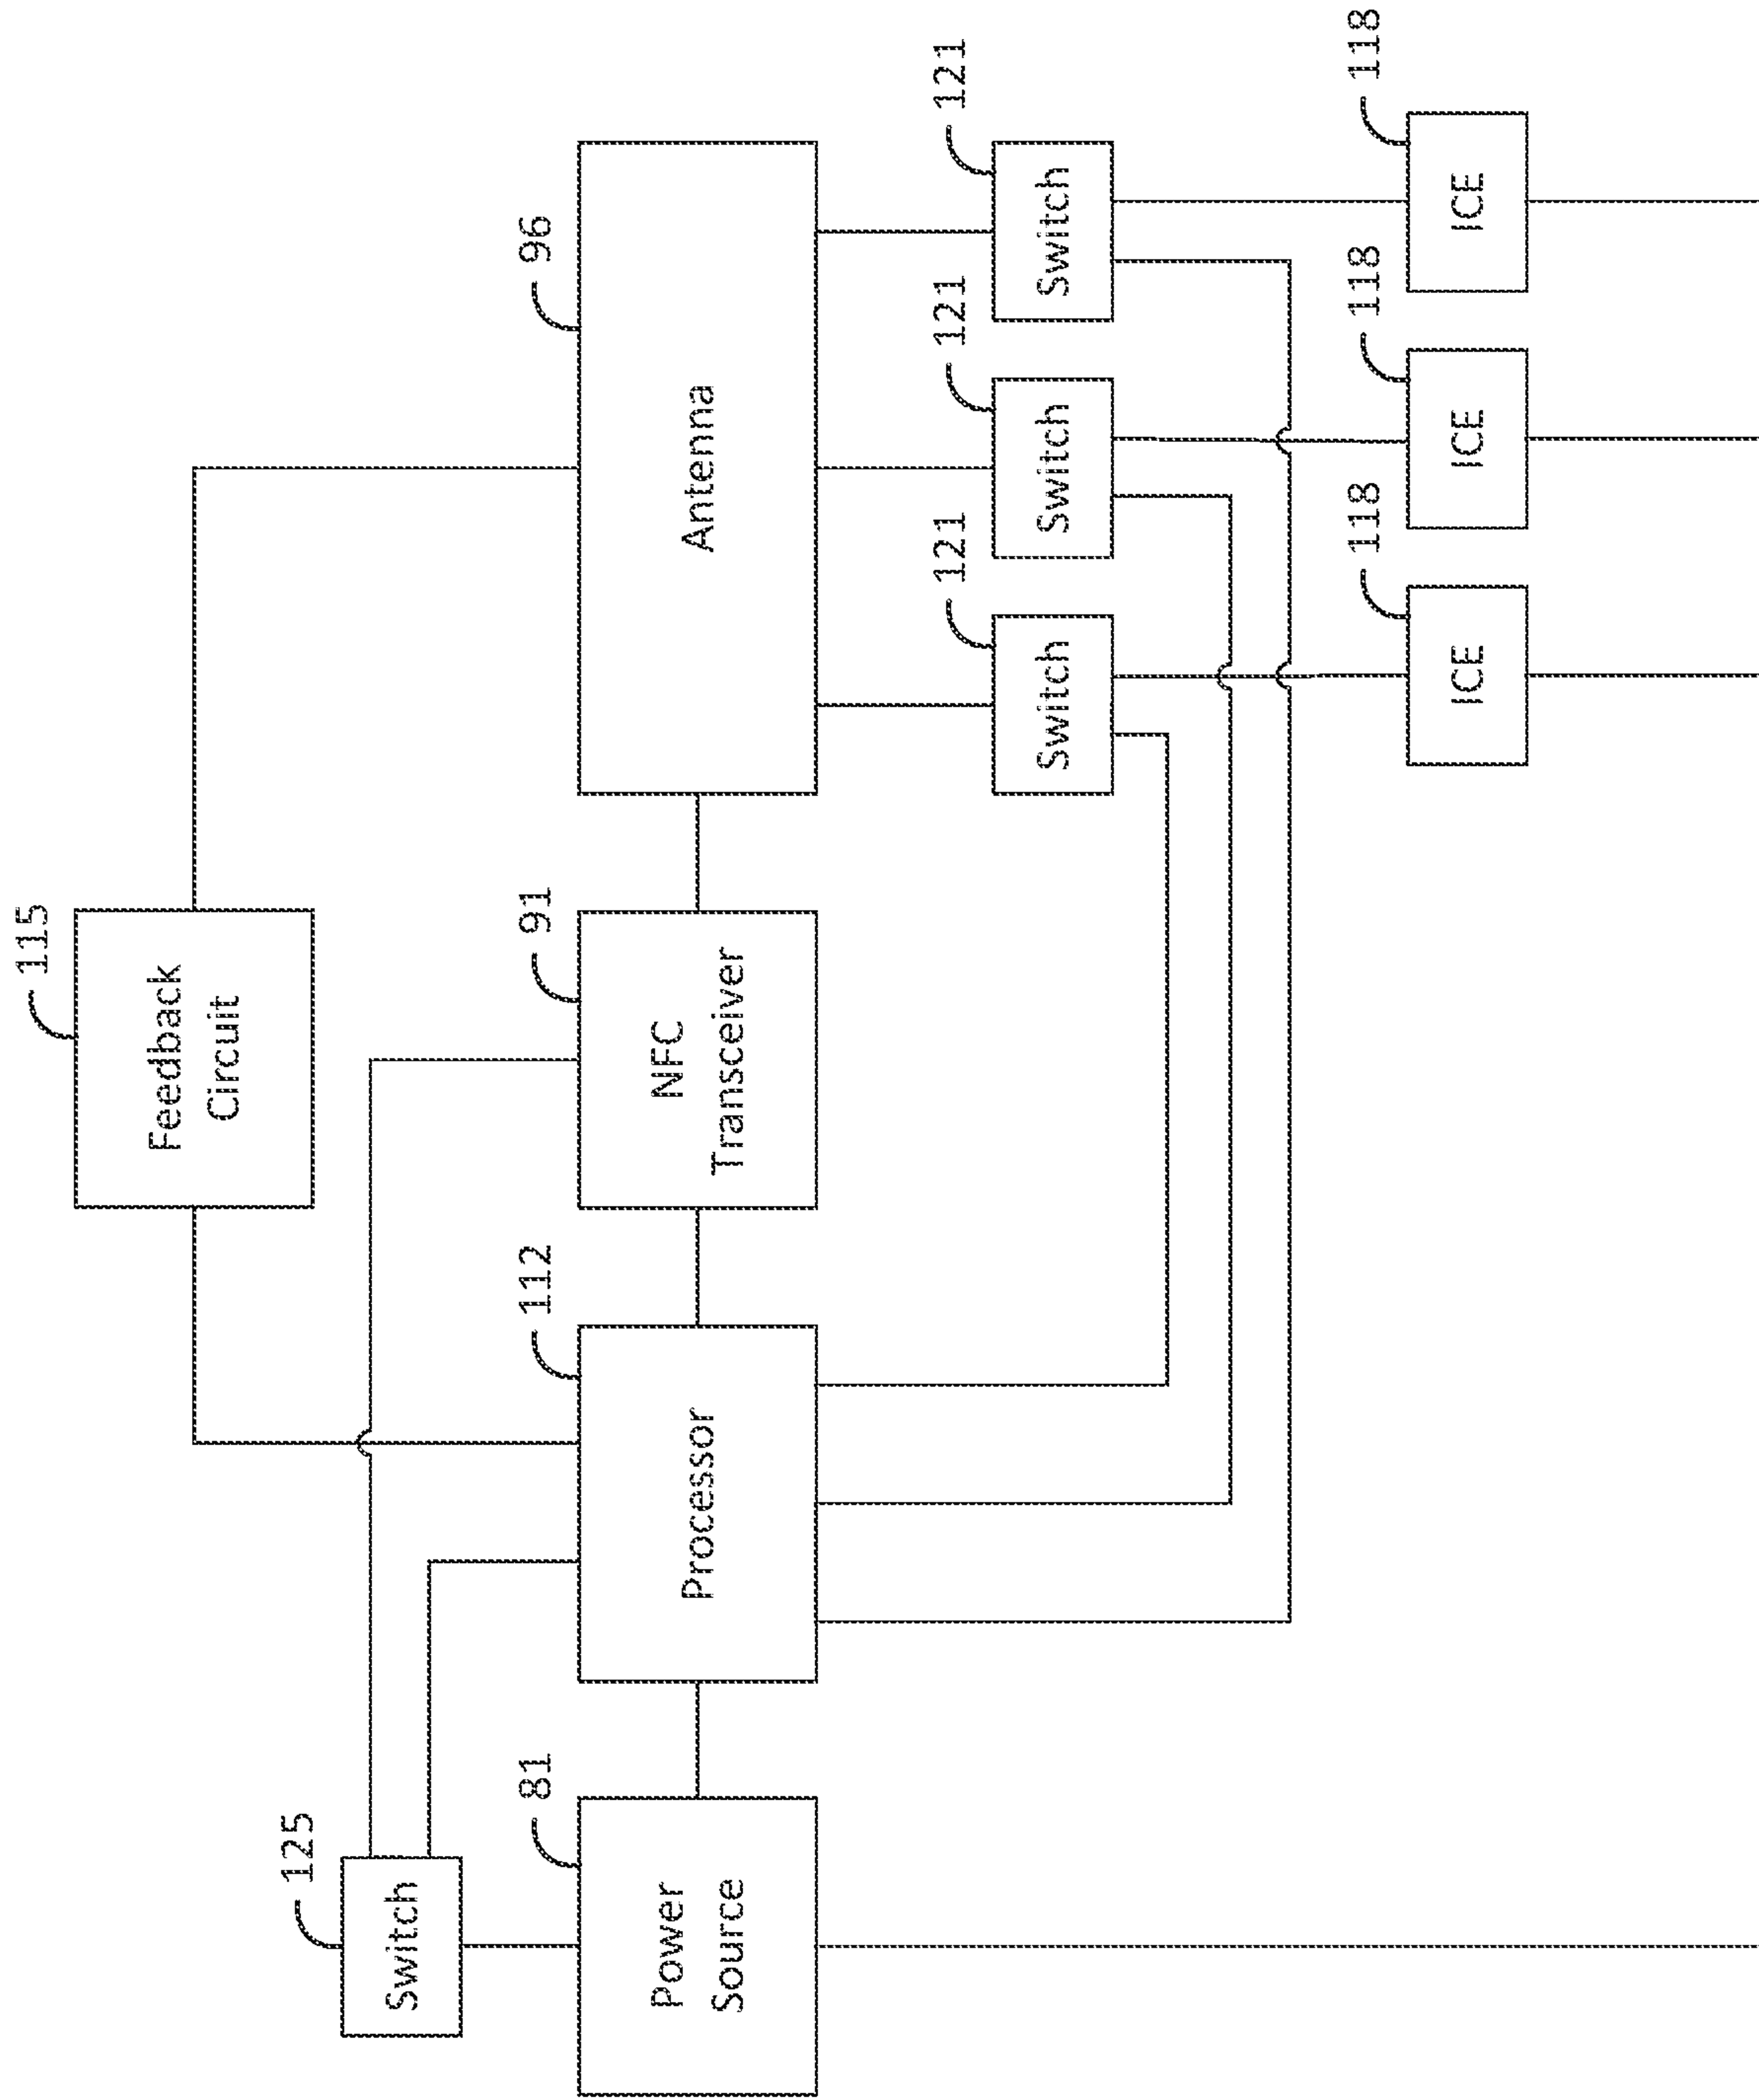 115
Feedback
Circuit
125
Switch
81
Power
Source
112
Processor
91
NFC
Transceiver
96
Antenna
121
Switch
121
Switch
121
Switch
118
ICE
118
ICE
118
ICE